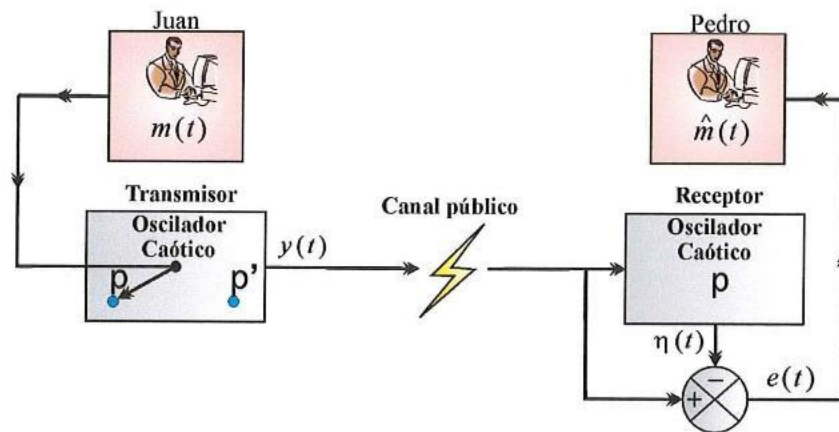 Juan
m(t)
Pedro
m̂(t)
Transmisor
Oscilador
Caótico
p
p'
y(t)
Canal público
Receptor
Oscilador
Caótico
p
η(t)
−
+
e(t)